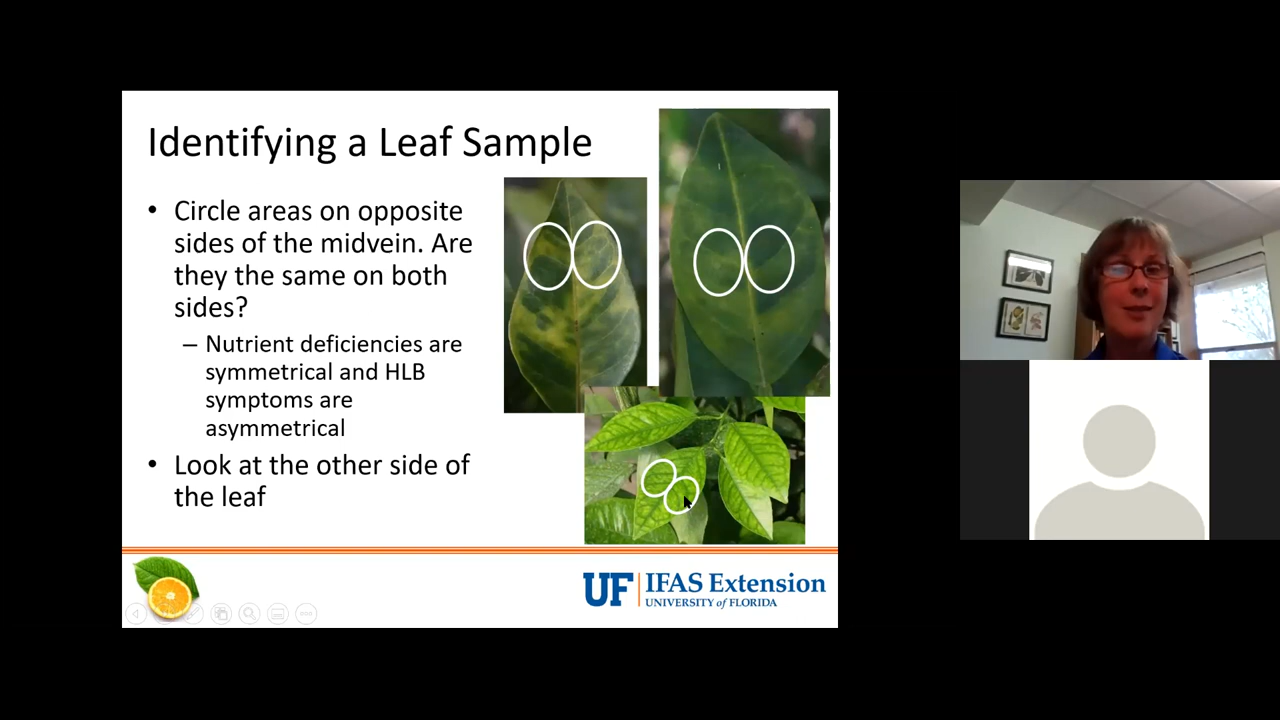 Identifying a Leaf Sample
• Circle areas on opposite
sides of the midvein. Are
they the same on both
sides?
– Nutrient deficiencies are
symmetrical and HLB
symptoms are
asymmetrical
• Look at the other side of
the leaf
UF IFAS Extension
UNIVERSITY of FLORIDA